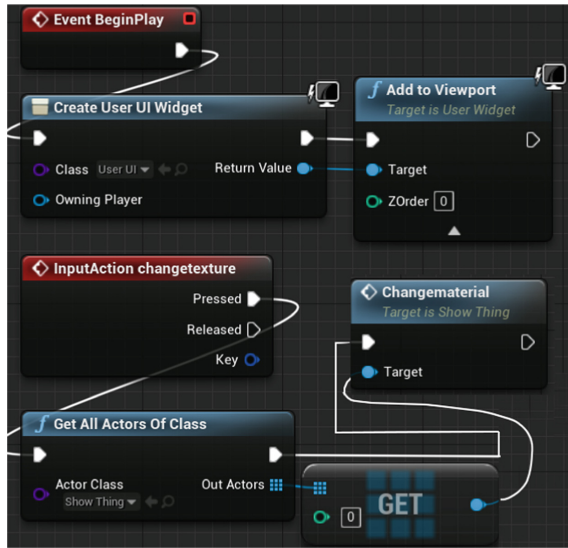 Event BeginPlay
Create User UI Widget
Class User UI Return Value
Owning Player
Add to Viewport
Target is User Widget
Target
ZOrder 0
InputAction changetexture
Pressed
Released
Key
Changematerial
Target is Show Thing
Target
Get All Actors Of Class
Actor Class Out Actors
Show Thing
GET
0